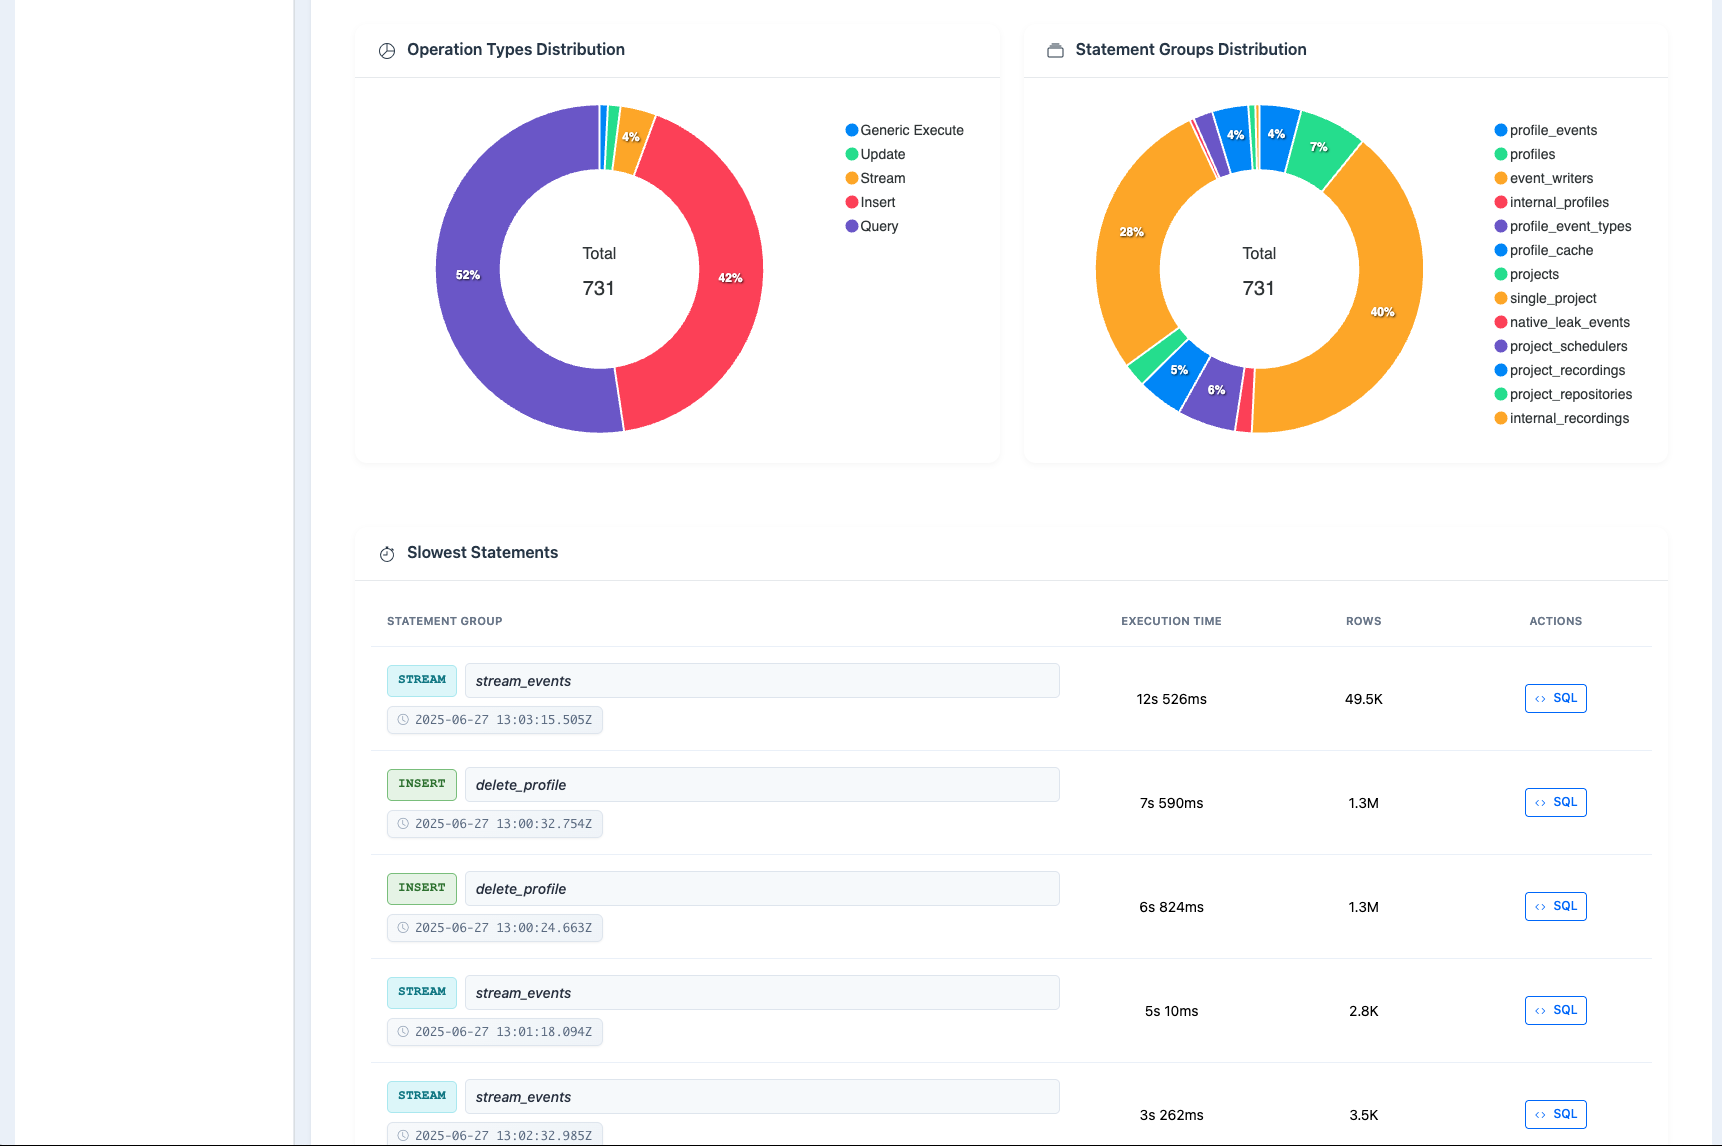 Operation Types Distribution
4%
52%
42%
Total
731
Generic Execute
Update
Stream
Insert
Query
Statement Groups Distribution
4%
4%
7%
28%
40%
5%
6%
Total
731
profile_events
profiles
event_writers
internal_profiles
profile_event_types
profile_cache
projects
single_project
native_leak_events
project_schedulers
project_recordings
project_repositories
internal_recordings
Slowest Statements
STATEMENT GROUP EXECUTION TIME ROWS ACTIONS
STREAM stream_events
2025-06-27 13:03:15.505Z
12s 526ms 49.5K <> SQL
INSERT delete_profile
2025-06-27 13:00:32.754Z
7s 590ms 1.3M <> SQL
INSERT delete_profile
2025-06-27 13:00:24.663Z
6s 824ms 1.3M <> SQL
STREAM stream_events
2025-06-27 13:01:18.094Z
5s 10ms 2.8K <> SQL
STREAM stream_events
2025-06-27 13:02:32.985Z
3s 262ms 3.5K <> SQL